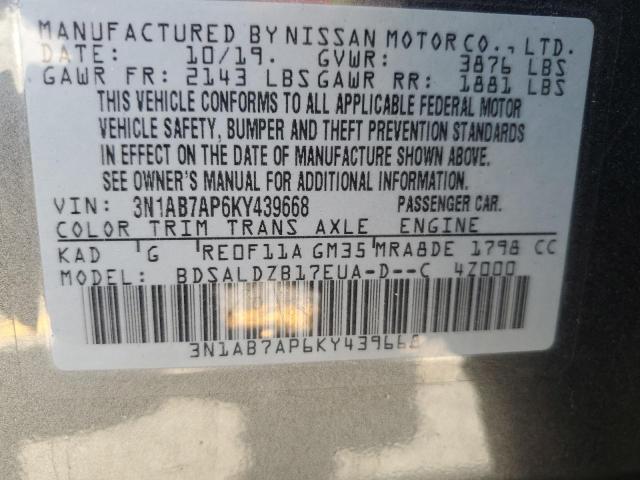 MANUFACTURED BY NISSAN MOTOR CO., LTD.
DATE: 10/19. GVWR: 3876 LBS
GAWR FR: 2143 LBS GAWR RR: 1881 LBS
THIS VEHICLE CONFORMS TO ALL APPLICABLE FEDERAL MOTOR
VEHICLE SAFETY, BUMPER AND THEFT PREVENTION STANDARDS
IN EFFECT ON THE DATE OF MANUFACTURE SHOWN ABOVE.
SEE OWNER'S MANUAL FOR ADDITIONAL INFORMATION.
VIN: 3N1AB7AP6KY439668 PASSENGER CAR.
COLOR TRIM TRANS AXLE ENGINE
KAD G RE0F11A GM35 MRA8DE 1798 CC
MODEL: BDSALDZB17EUA-D--C 4Z000
3N1AB7AP6KY439668